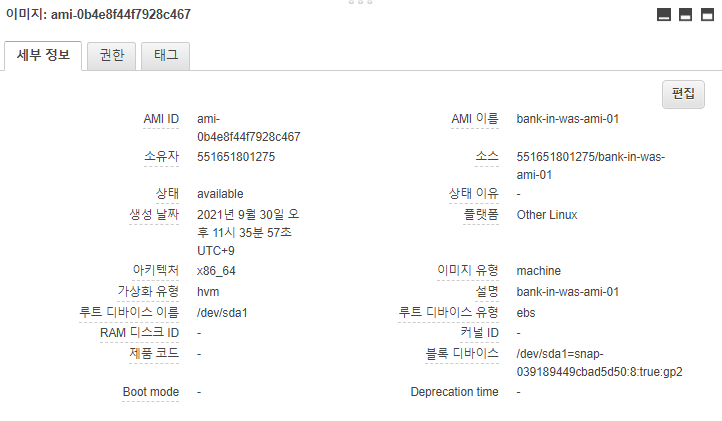 이미지: ami-0b4e8f44f7928c467
세부 정보 권한 태그
편집
AMI ID ami-0b4e8f44f7928c467 AMI 이름 bank-in-was-ami-01
소유자 551651801275 소스 551651801275/bank-in-was-ami-01
상태 available 상태 이유 -
생성 날짜 2021년 9월 30일 오후 11시 35분 57초 UTC+9 플랫폼 Other Linux
아키텍처 x86_64 이미지 유형 machine
가상화 유형 hvm 설명 bank-in-was-ami-01
루트 디바이스 이름 /dev/sda1 루트 디바이스 유형 ebs
RAM 디스크 ID - 커널 ID -
제품 코드 - 블록 디바이스 /dev/sda1=snap-039189449cbad5d50:8:true:gp2
Boot mode - Deprecation time -